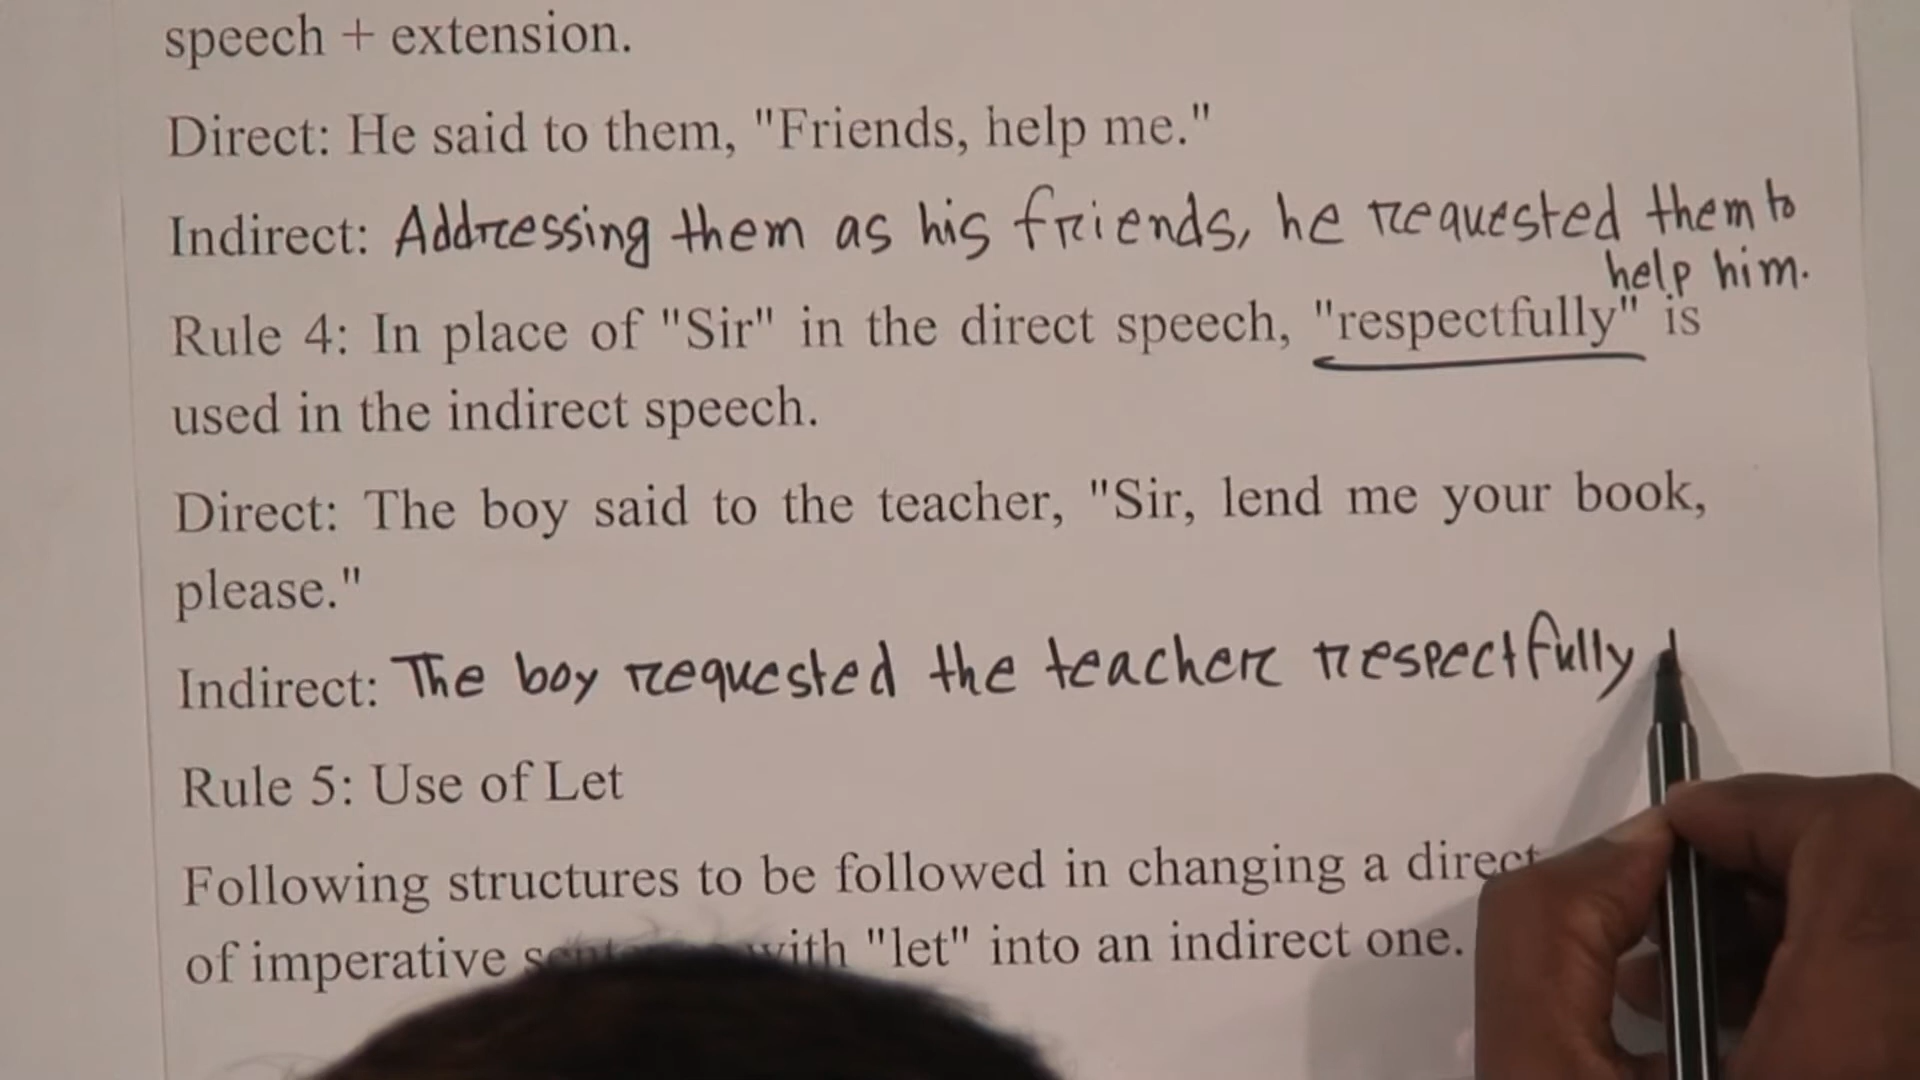 speech + extension.
Direct: He said to them, "Friends, help me."
Indirect: Addressing them as his friends, he requested them to
help him.
Rule 4: In place of "Sir" in the direct speech, "respectfully" is
used in the indirect speech.
Direct: The boy said to the teacher, "Sir, lend me your book,
please."
Indirect: The boy requested the teacher respectfully
Rule 5: Use of Let
Following structures to be followed in changing a direct
of imperative with "let" into an indirect one.